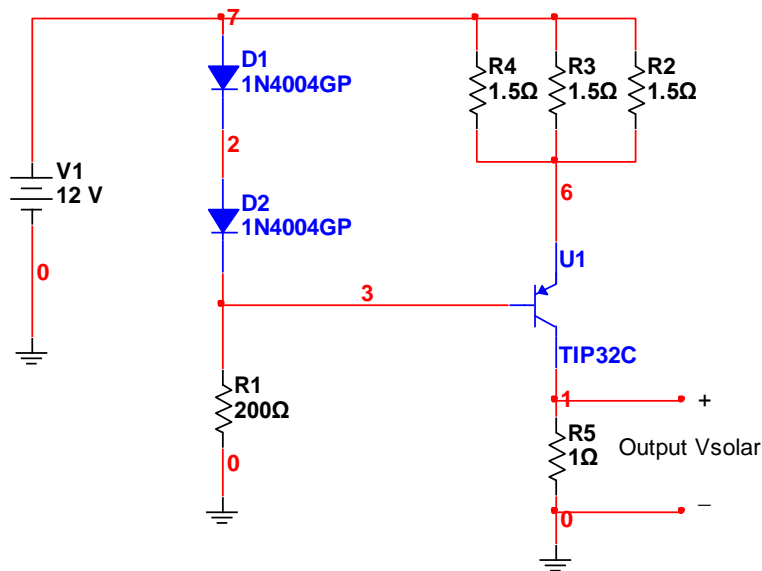 7
D1
1N4004GP
R4
1.5Ω
R3
1.5Ω
R2
1.5Ω
2
V1
12 V
6
D2
1N4004GP
U1
0
3
TIP32C
R1
200Ω
1
+
R5
1Ω
Output Vsolar
0
0
−